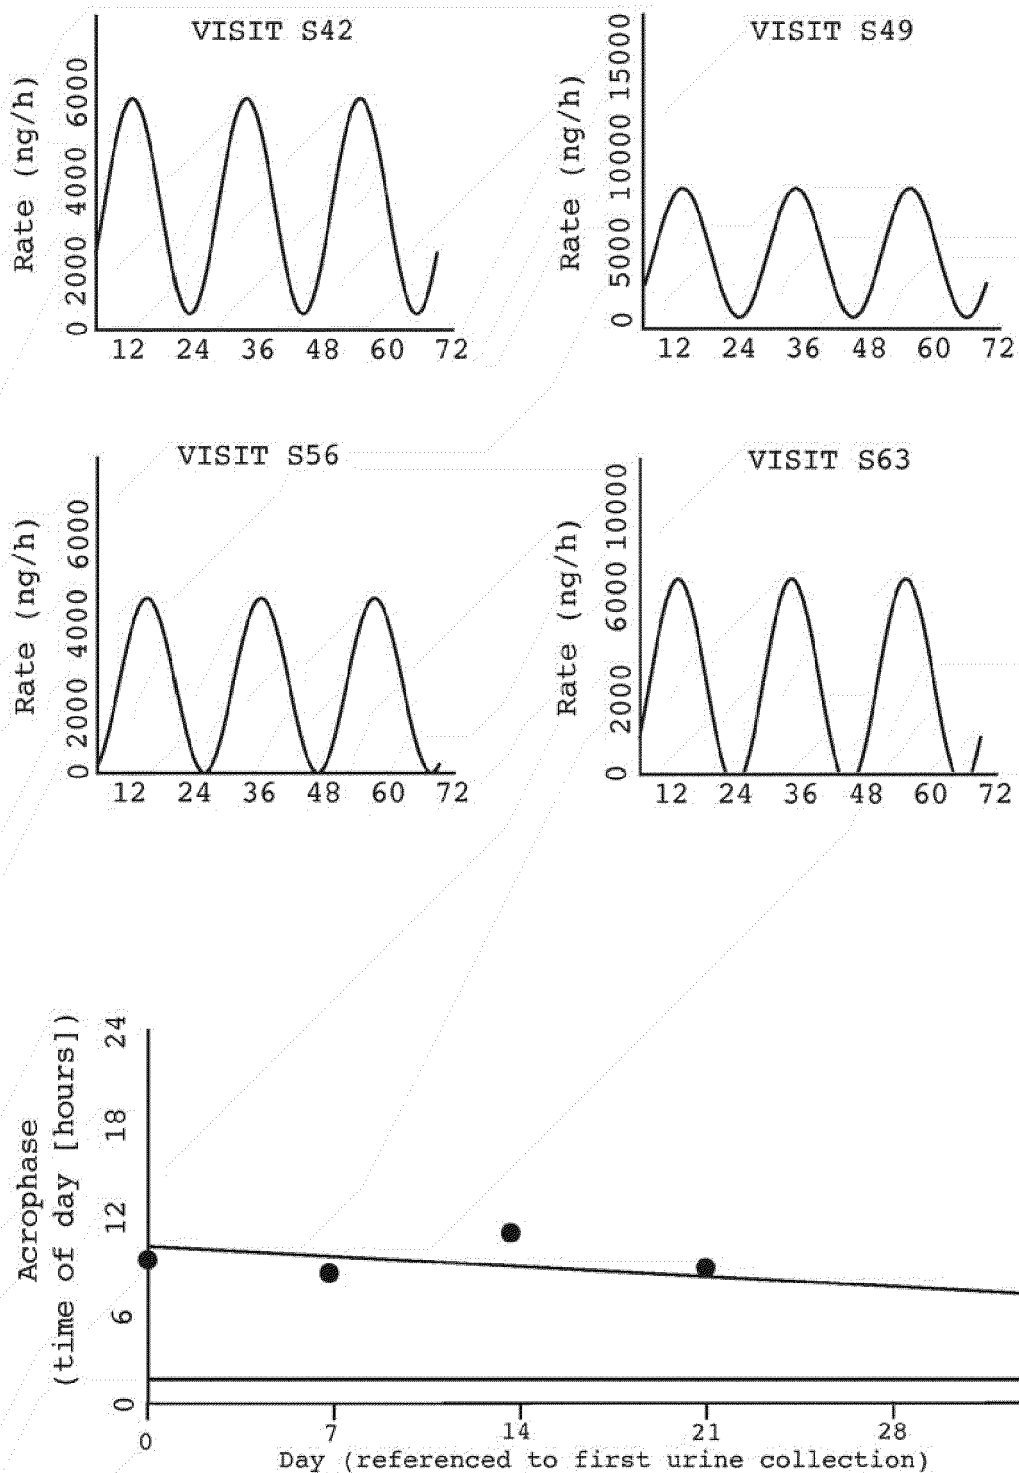 VISIT S42
Rate (ng/h)
0 2000 4000 6000
12 24 36 48 60 72
VISIT S49
Rate (ng/h)
0 5000 10000 15000
12 24 36 48 60 72
VISIT S56
Rate (ng/h)
0 2000 4000 6000
12 24 36 48 60 72
VISIT S63
Rate (ng/h)
0 2000 6000 10000
12 24 36 48 60 72
Acrophase
(time of day [hours])
0 6 12 18 24
0 7 14 21 28
Day (referenced to first urine collection)